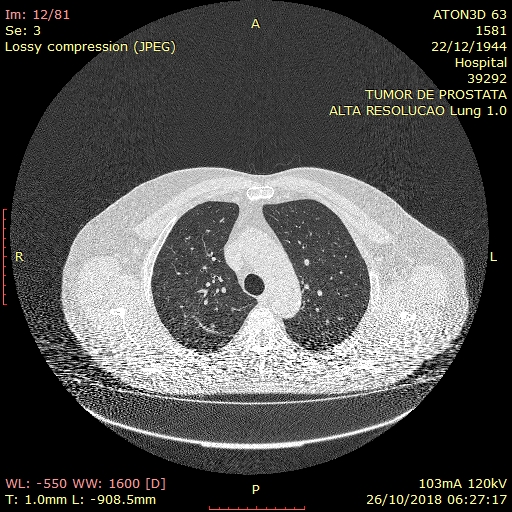 Im: 12/81
Se: 3
Lossy compression (JPEG)
A
ATON3D 63
1581
22/12/1944
Hospital
39292
TUMOR DE PROSTATA
ALTA RESOLUCAO Lung 1.0
R
L
WL: -550 WW: 1600 [D]
T: 1.0mm L: -908.5mm
P
103mA 120kV
26/10/2018 06:27:17